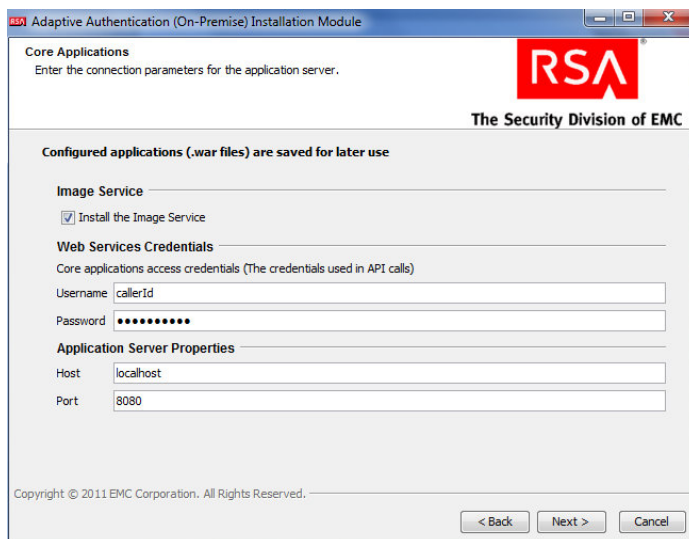 RSA Adaptive Authentication (On-Premise) Installation Module
Core Applications
Enter the connection parameters for the application server.
RSA®
The Security Division of EMC
Configured applications (.war files) are saved for later use
Image Service
Install the Image Service
Web Services Credentials
Core applications access credentials (The credentials used in API calls)
Username callerId
Password ••••••••••
Application Server Properties
Host localhost
Port 8080
Copyright © 2011 EMC Corporation. All Rights Reserved.
< Back Next > Cancel